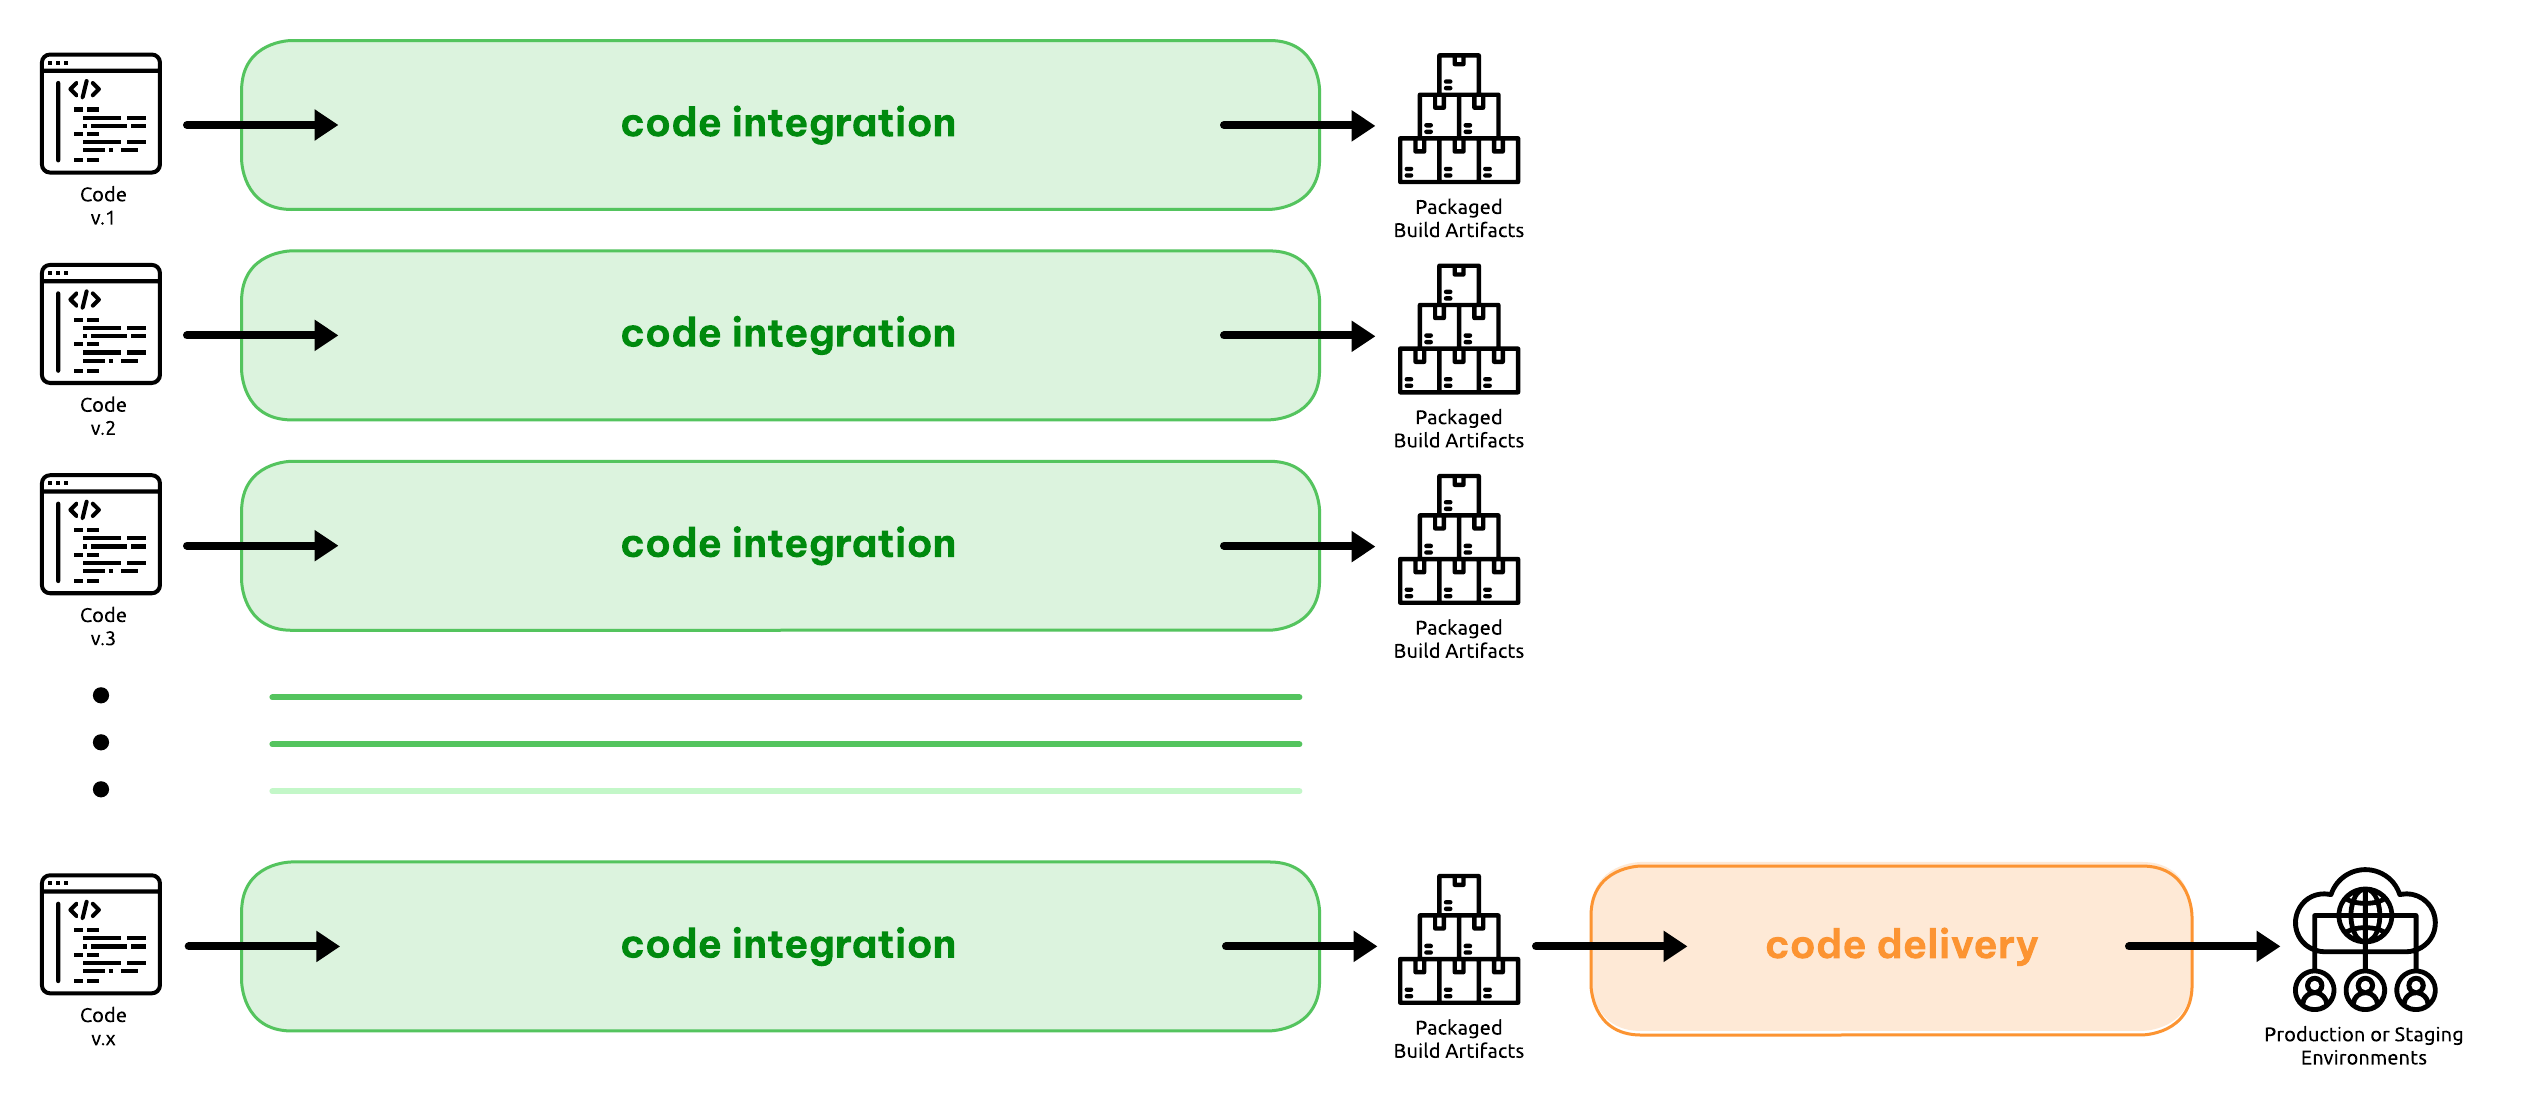 Code
v.1
code integration
Packaged
Build Artifacts
Code
v.2
code integration
Packaged
Build Artifacts
Code
v.3
code integration
Packaged
Build Artifacts
Code
v.x
code integration
Packaged
Build Artifacts
code delivery
Production or Staging
Environments